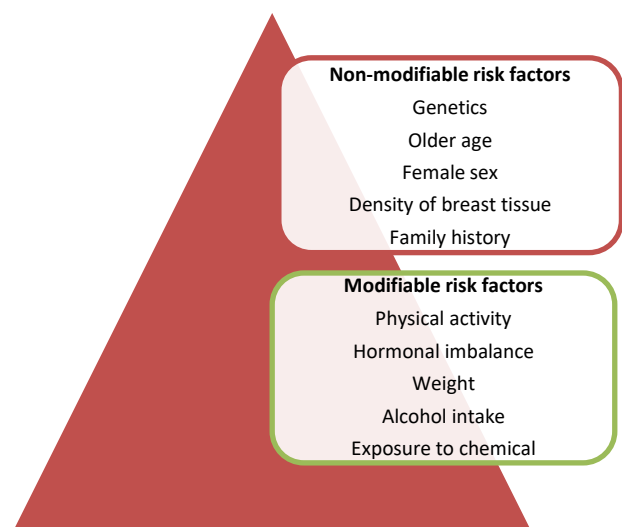 Non-modifiable risk factors
Genetics
Older age
Female sex
Density of breast tissue
Family history
Modifiable risk factors
Physical activity
Hormonal imbalance
Weight
Alcohol intake
Exposure to chemical